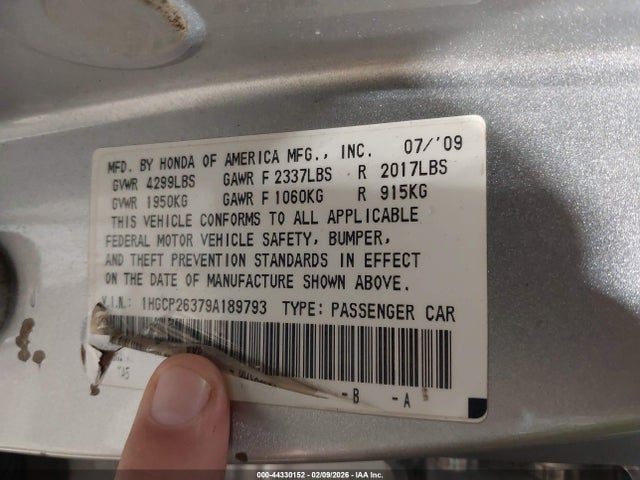 MFD. BY HONDA OF AMERICA MFG., INC. 07/'09
GVWR 4299LBS GAWR F 2337LBS R 2017LBS
GVWR 1950KG GAWR F 1060KG R 915KG
THIS VEHICLE CONFORMS TO ALL APPLICABLE
FEDERAL MOTOR VEHICLE SAFETY, BUMPER,
AND THEFT PREVENTION STANDARDS IN EFFECT
ON THE DATE OF MANUFACTURE SHOWN ABOVE.
V.I.N.: 1HGCP26379A189793 TYPE: PASSENGER CAR
-B -A
000-44330152 - 02/09/2026 - IAA Inc.